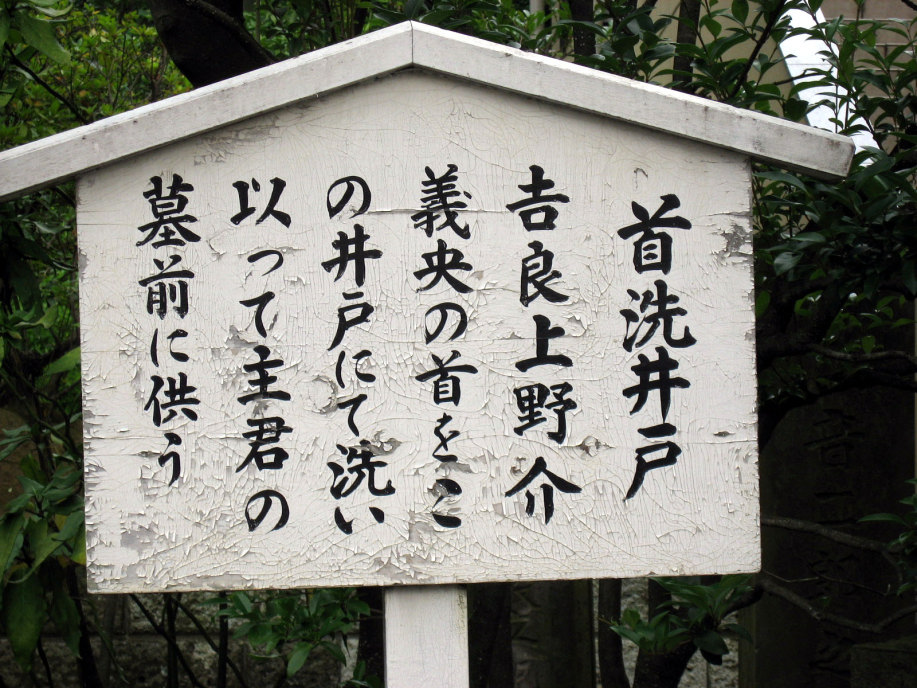 首洗井戸
吉良上野介
義央の首をこ
の井戸にて洗い
以って主君の
墓前に供う